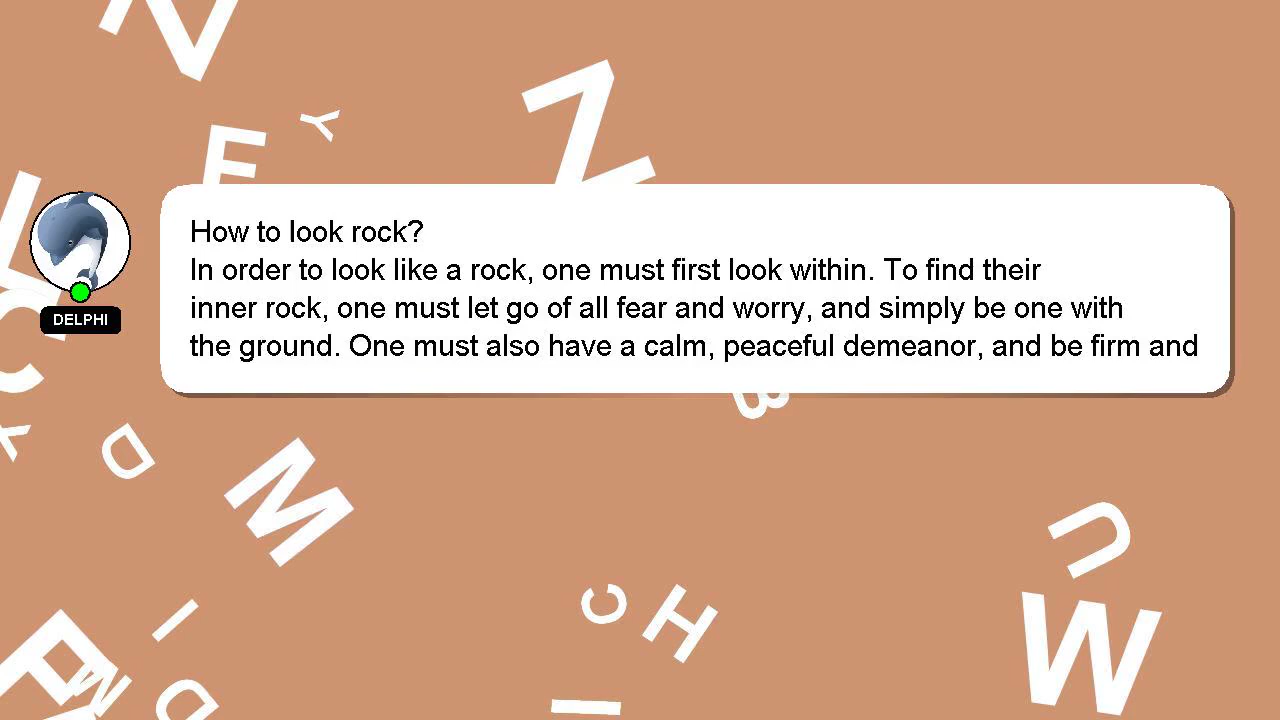 N
Y
F
Z
L
DELPHI
How to look rock?
In order to look like a rock, one must first look within. To find their
inner rock, one must let go of all fear and worry, and simply be one with
the ground. One must also have a calm, peaceful demeanor, and be firm and
C
B
Y
D
M
U
C
H
W
I
P
M
D
I